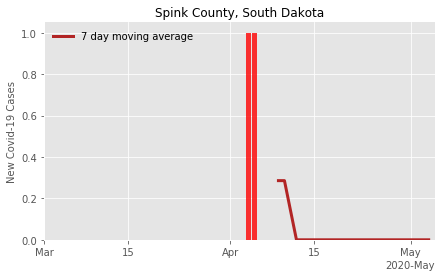 Spink County, South Dakota
7 day moving average
New Covid-19 Cases
1.0
0.8
0.6
0.4
0.2
0.0
Mar 15 Apr 15 May
2020-May